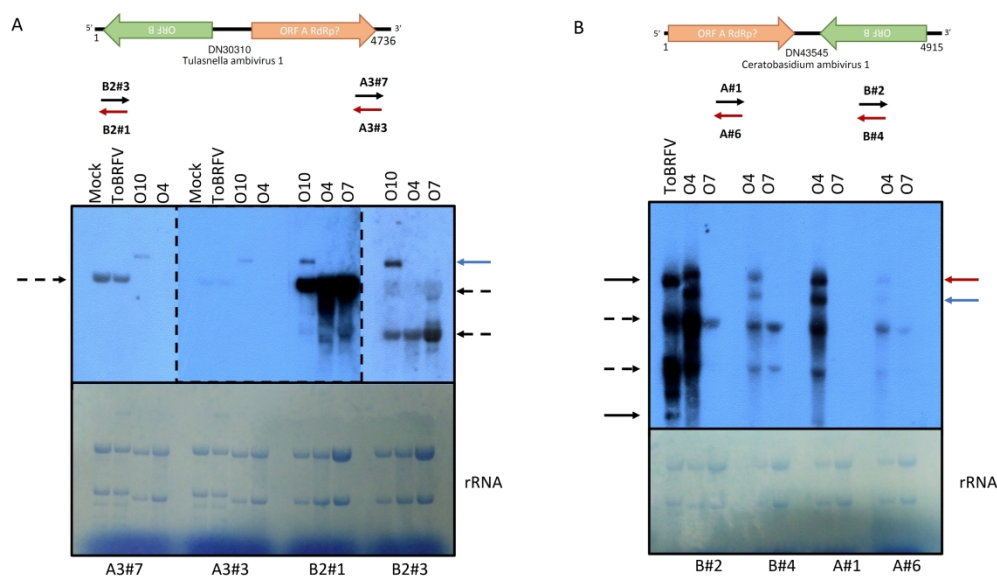 A
ORF B
ORF A RdRp?
5'
3'
1
4736
DN30310
Tulasnella ambivirus 1
B2#3
B2#1
A3#7
A3#3
Mock
ToBRFV
O10
O4
Mock
ToBRFV
O10
O4
O10
O4
O7
O10
O4
O7
rRNA
A3#7
A3#3
B2#1
B2#3
B
5'
ORF A RdRp?
ORF B
3'
1
4915
DN43545
Ceratobasidium ambivirus 1
A#1
A#6
B#2
B#4
ToBRFV
O4
O7
O4
O7
O4
O7
O4
O7
rRNA
B#2
B#4
A#1
A#6